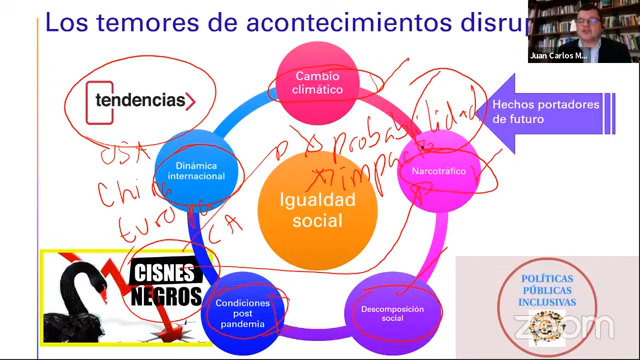 Los temores de acontecimientos disrup
Juan Carlos M...
tendencias
Cambio
climático
Hechos portadores
de futuro
probabilidad
impacto
USA
China
Europa
CA
Dinámica
internacional
Narcotráfico
Igualdad
social
CISNES
NEGROS
Condiciones
post
pandemia
Descomposición
social
POLÍTICAS
PÚBLICAS
INCLUSIVAS
zoom